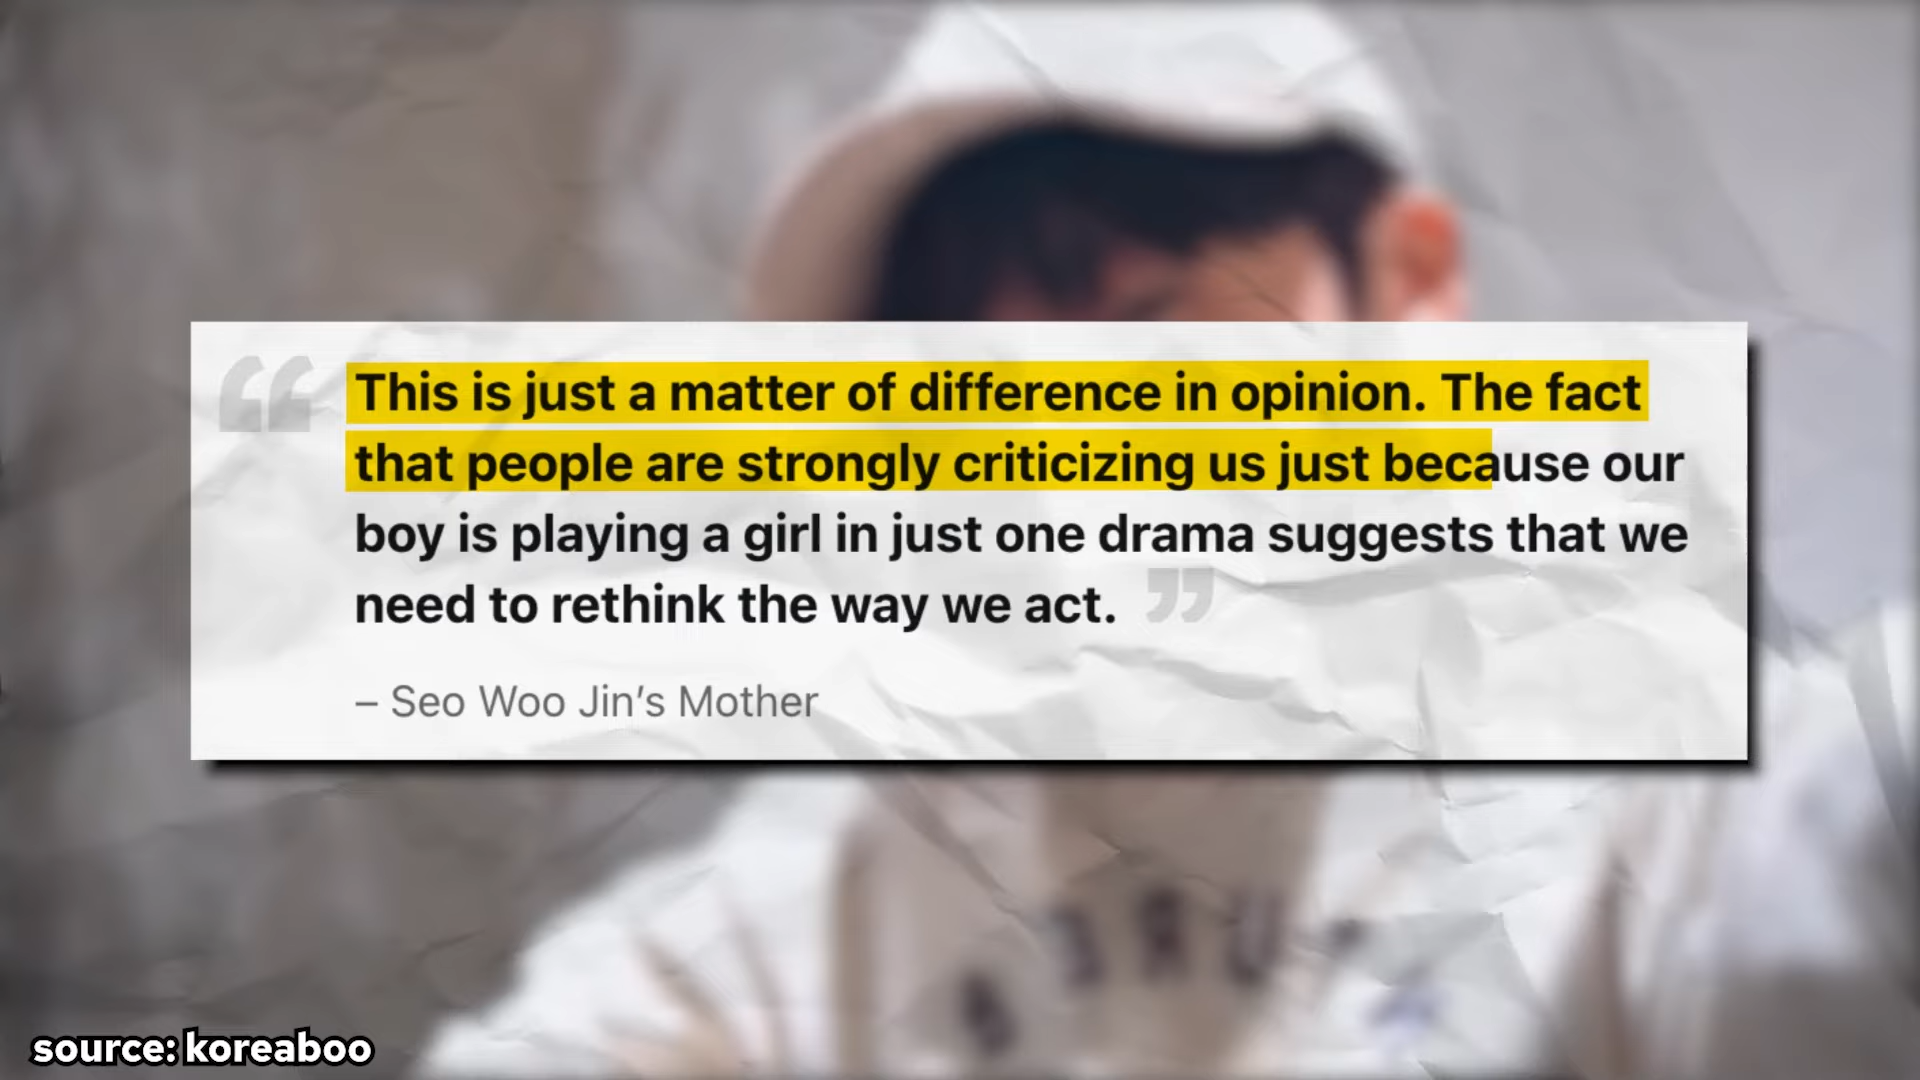 “ This is just a matter of difference in opinion. The fact
that people are strongly criticizing us just because our
boy is playing a girl in just one drama suggests that we
need to rethink the way we act. ”
– Seo Woo Jin’s Mother
source: koreaboo